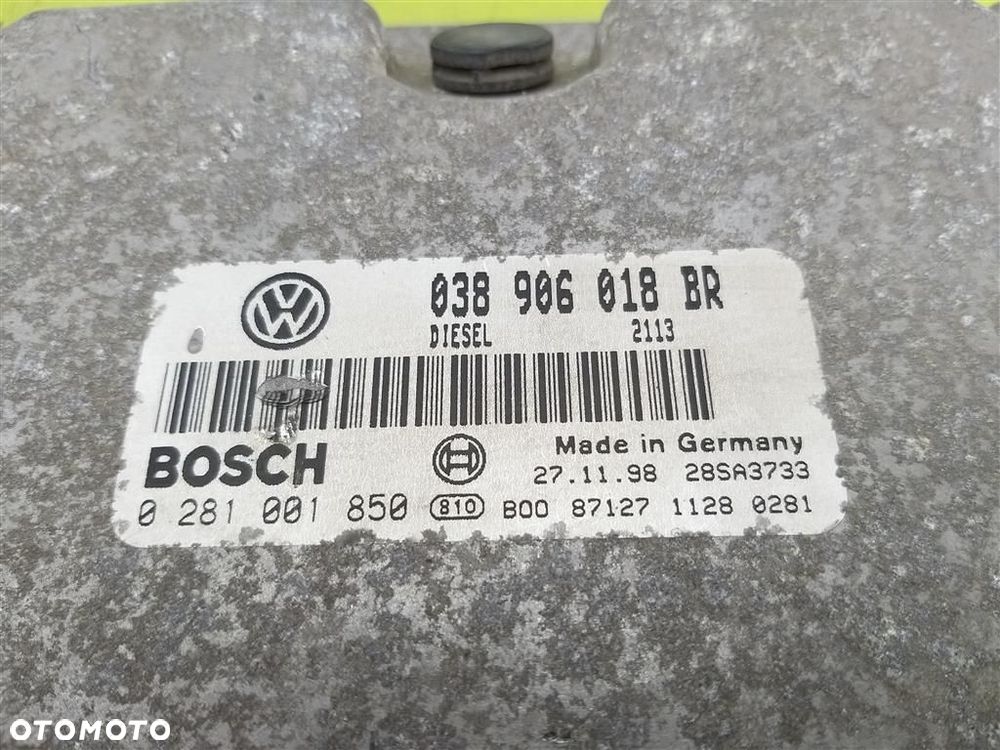 038 906 018 BR
DIESEL 2113
BOSCH Made in Germany
27.11.98 28SA3733
0 281 001 850 810 B00 87127 1128 0281
OTOMOTO